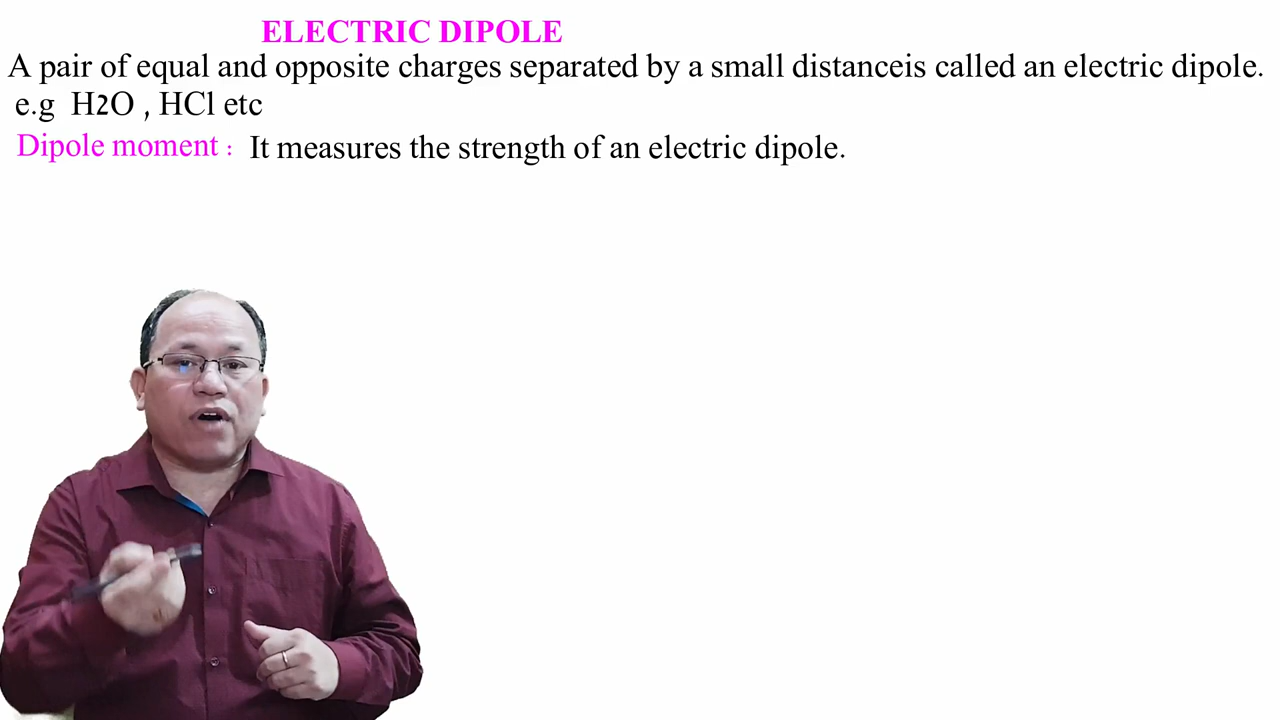 ELECTRIC DIPOLE
A pair of equal and opposite charges separated by a small distanceis called an electric dipole.
e.g H2O , HCl etc
Dipole moment : It measures the strength of an electric dipole.